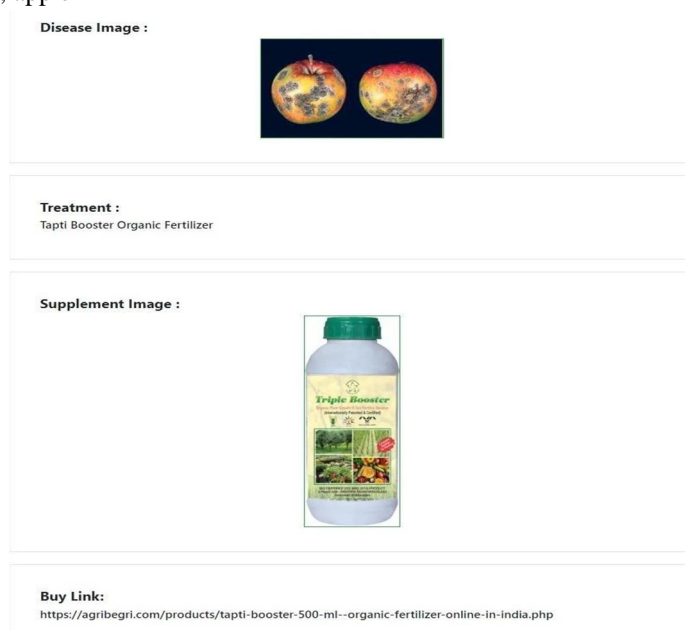 Disease Image :
Treatment :
Tapti Booster Organic Fertilizer
Supplement Image :
Triple Booster
Buy Link:
https://agribegri.com/products/tapti-booster-500-ml--organic-fertilizer-online-in-india.php